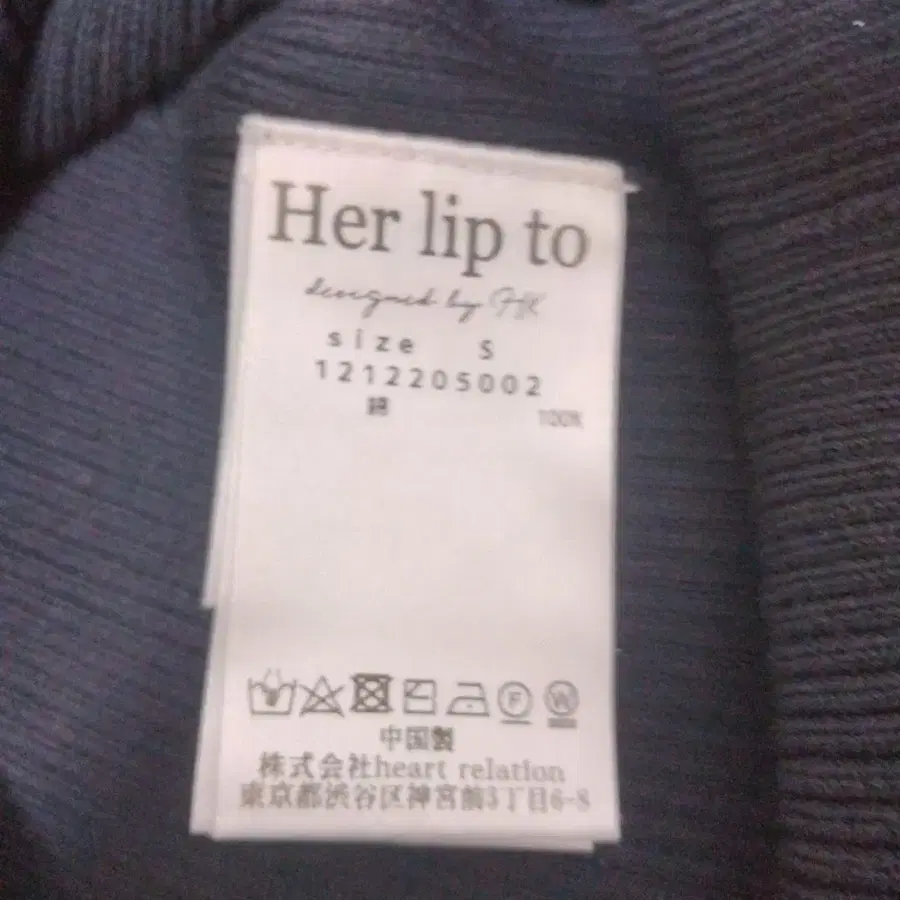 Her lip to
designed by HK
size S
1212205002
綿 100%
F W
中国製
株式会社heart relation
東京都渋谷区神宮前3丁目6-8